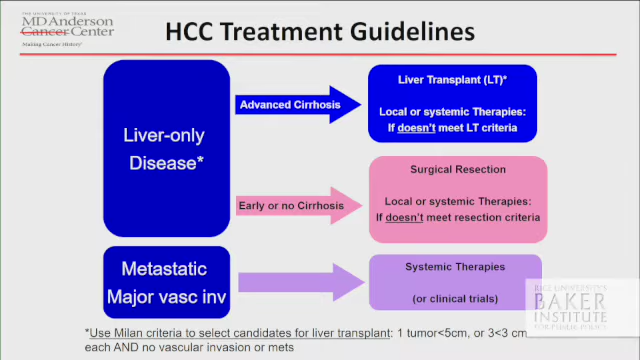 THE UNIVERSITY OF TEXAS
MD Anderson
Cancer Center
Making Cancer History®
HCC Treatment Guidelines
Liver-only
Disease*
Advanced Cirrhosis
Liver Transplant (LT)*
Local or systemic Therapies:
If doesn't meet LT criteria
Early or no Cirrhosis
Surgical Resection
Local or systemic Therapies:
If doesn't meet resection criteria
Metastatic
Major vasc inv
Systemic Therapies
(or clinical trials)
RICE UNIVERSITY'S
BAKER
INSTITUTE
FOR PUBLIC POLICY
*Use Milan criteria to select candidates for liver transplant: 1 tumor<5cm, or 3<3 cm
each AND no vascular invasion or mets